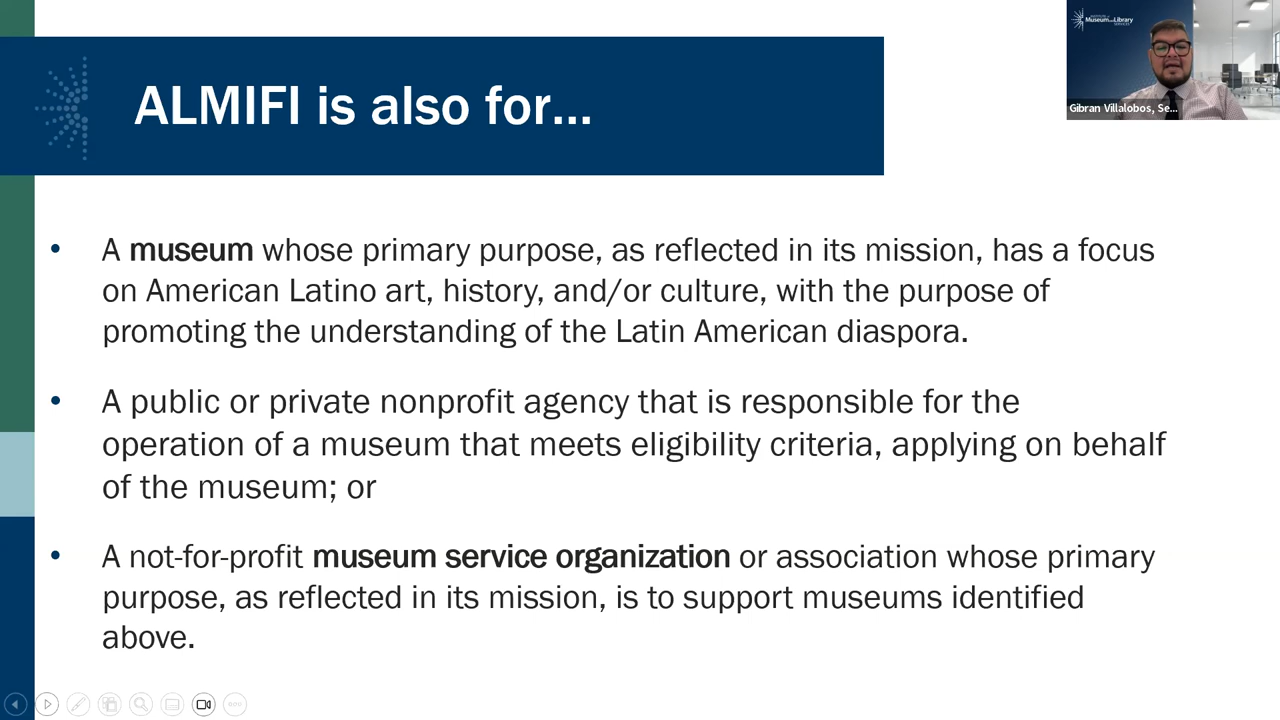 ALMIFI is also for...
Museum and Library
SERVICES
Gibran Villalobos, Se...
• A museum whose primary purpose, as reflected in its mission, has a focus
on American Latino art, history, and/or culture, with the purpose of
promoting the understanding of the Latin American diaspora.
• A public or private nonprofit agency that is responsible for the
operation of a museum that meets eligibility criteria, applying on behalf
of the museum; or
• A not-for-profit museum service organization or association whose primary
purpose, as reflected in its mission, is to support museums identified
above.